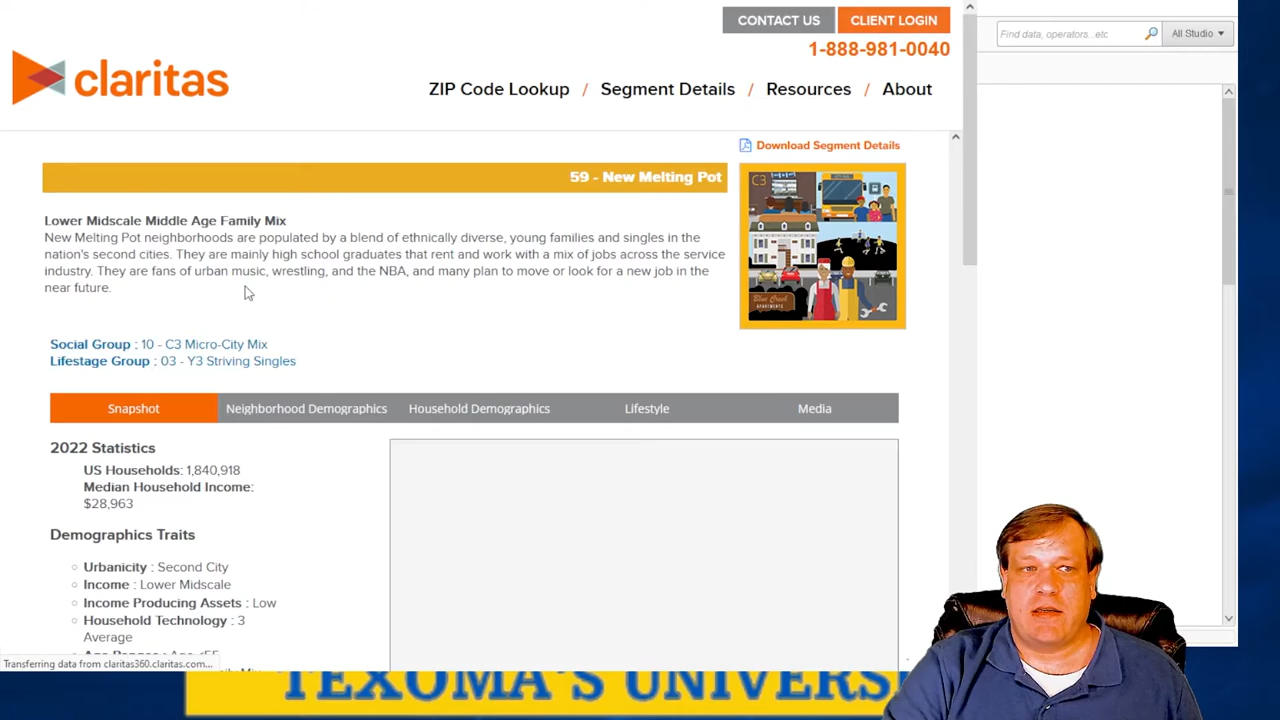 CONTACT US
CLIENT LOGIN
1-888-981-0040
claritas
ZIP Code Lookup / Segment Details / Resources / About
Find data, operators...etc
All Studio
Download Segment Details
59 - New Melting Pot
C3
Lower Midscale Middle Age Family Mix
New Melting Pot neighborhoods are populated by a blend of ethnically diverse, young families and singles in the
nation's second cities. They are mainly high school graduates that rent and work with a mix of jobs across the service
industry. They are fans of urban music, wrestling, and the NBA, and many plan to move or look for a new job in the
near future.
Blue Creek
APARTMENTS
Social Group : 10 - C3 Micro-City Mix
Lifestage Group : 03 - Y3 Striving Singles
Snapshot
Neighborhood Demographics
Household Demographics
Lifestyle
Media
2022 Statistics
US Households: 1,840,918
Median Household Income:
$28,963
Demographics Traits
Urbanicity : Second City
Income : Lower Midscale
Income Producing Assets : Low
Household Technology : 3
Average
Transferring data from claritas360.claritas.com...
TEXOMA'S UNIVERS